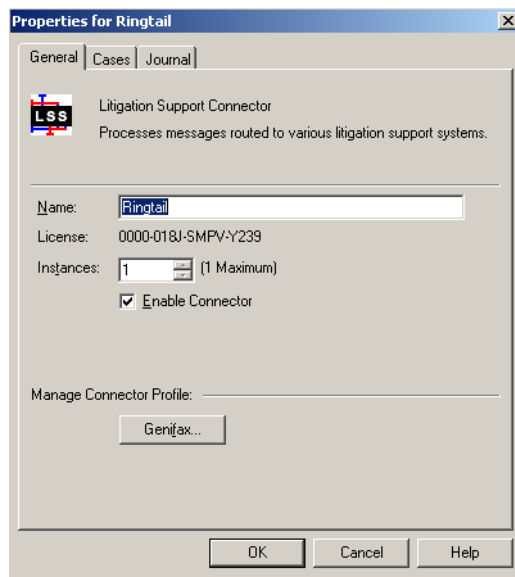 Properties for Ringtail
General Cases Journal
LSS
Litigation Support Connector
Processes messages routed to various litigation support systems.
Name: Ringtail
License: 0000-018J-SMPV-Y239
Instances: 1 (1 Maximum)
Enable Connector
Manage Connector Profile:
Genifax...
OK Cancel Help